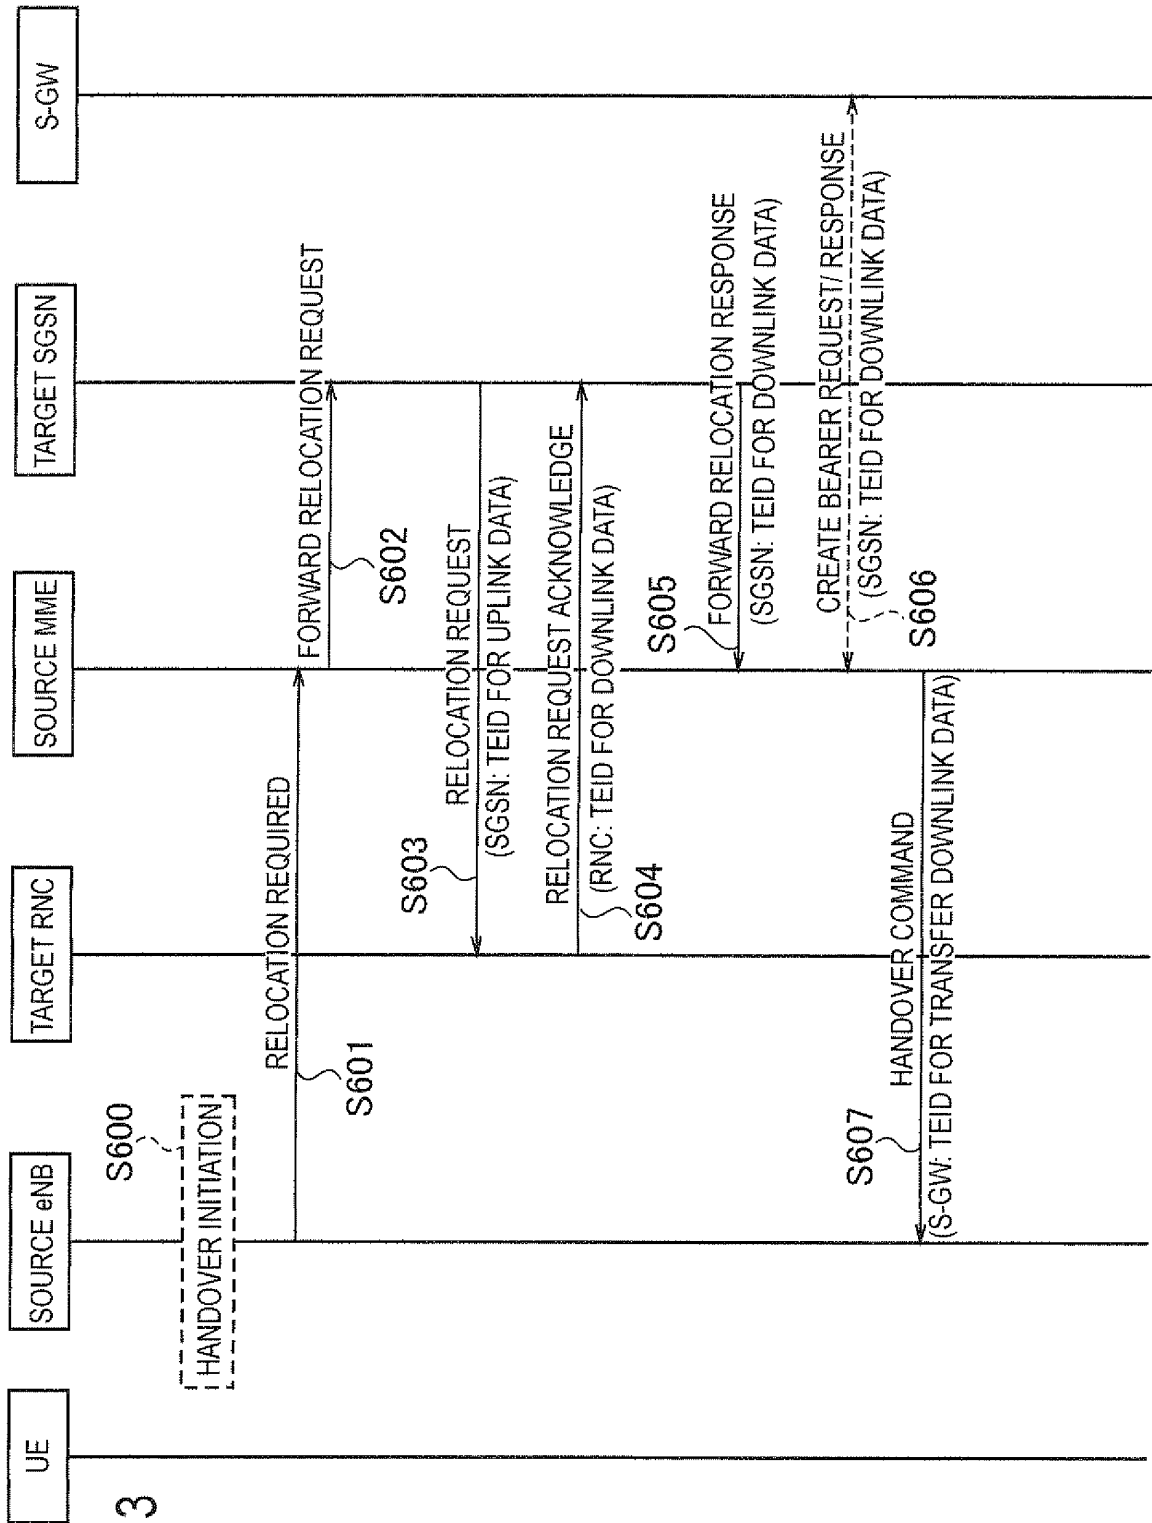 3
UE
SOURCE eNB
TARGET RNC
SOURCE MME
TARGET SGSN
S-GW
S600
HANDOVER INITIATION
RELOCATION REQUIRED
S601
FORWARD RELOCATION REQUEST
S602
RELOCATION REQUEST
(SGSN: TEID FOR UPLINK DATA)
S603
RELOCATION REQUEST ACKNOWLEDGE
(RNC: TEID FOR DOWNLINK DATA)
S604
FORWARD RELOCATION RESPONSE
(SGSN: TEID FOR DOWNLINK DATA)
S605
CREATE BEARER REQUEST/ RESPONSE
(SGSN: TEID FOR DOWNLINK DATA)
S606
HANDOVER COMMAND
(S-GW: TEID FOR TRANSFER DOWNLINK DATA)
S607